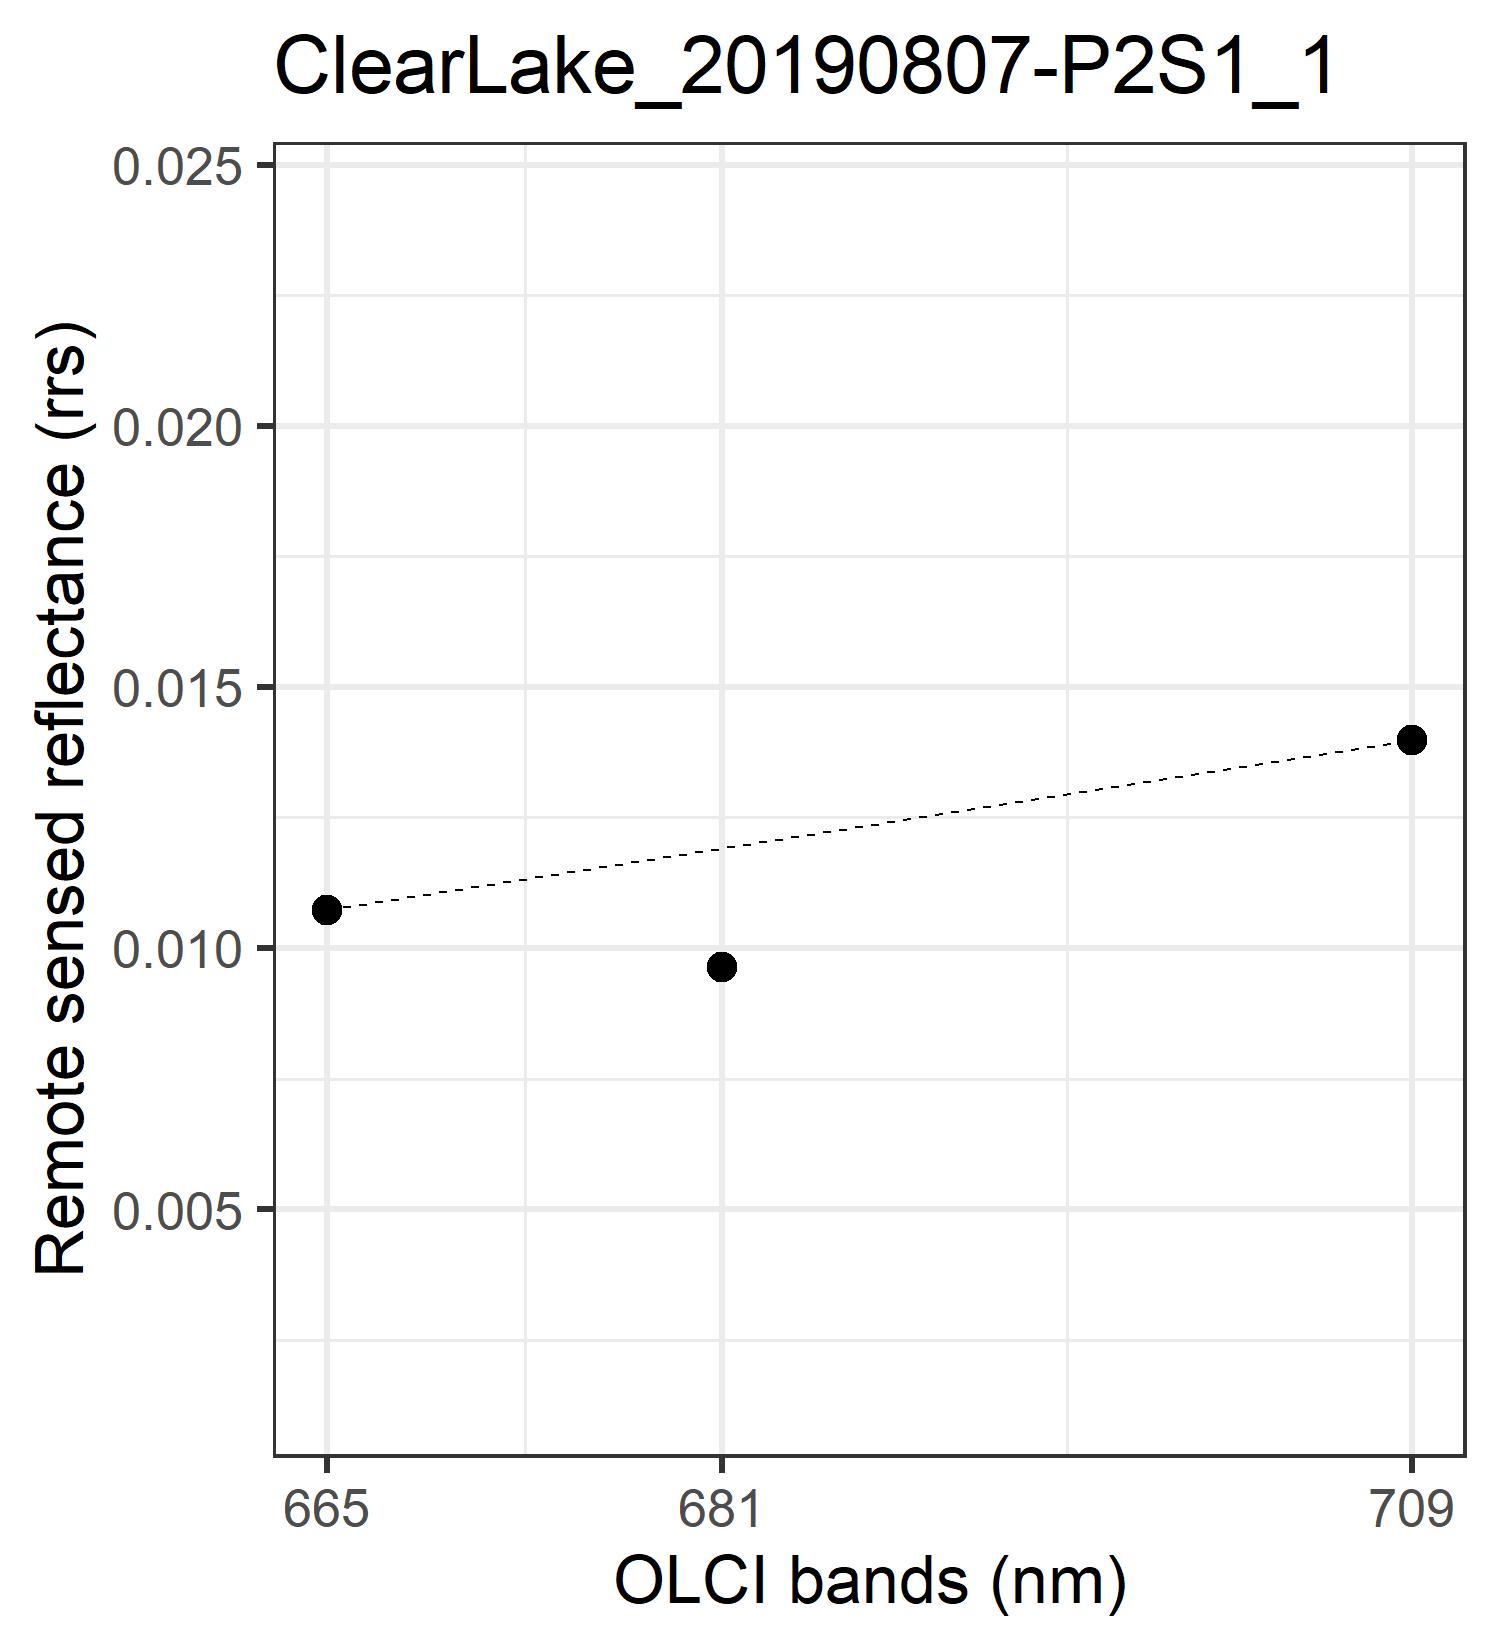 ClearLake_20190807-P2S1_1
Remote sensed reflectance (rrs)
0.025
0.020
0.015
0.010
0.005
665 681 709
OLCI bands (nm)